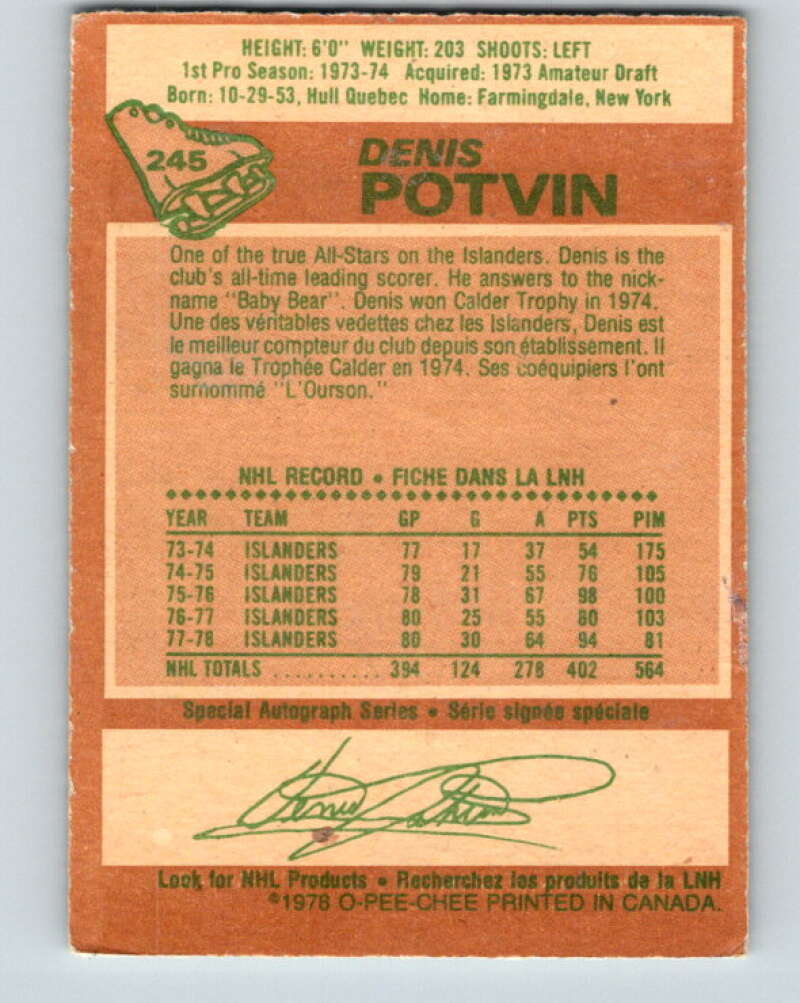 HEIGHT: 6'0" WEIGHT: 203 SHOOTS: LEFT
1st Pro Season: 1973-74 Acquired: 1973 Amateur Draft
Born: 10-29-53, Hull Quebec Home: Farmingdale, New York
245
DENIS
POTVIN
One of the true All-Stars on the Islanders. Denis is the
club's all-time leading scorer. He answers to the nick-
name "Baby Bear". Denis won Calder Trophy in 1974.
Une des véritables vedettes chez les Islanders, Denis est
le meilleur compteur du club depuis son établissement. Il
gagna le Trophée Calder en 1974. Ses coéquipiers l'ont
surnommé "L'Ourson."
NHL RECORD • FICHE DANS LA LNH
YEAR TEAM GP G A PTS PIM
73-74 ISLANDERS 77 17 37 54 175
74-75 ISLANDERS 79 21 55 76 105
75-76 ISLANDERS 78 31 67 98 100
76-77 ISLANDERS 80 25 55 80 103
77-78 ISLANDERS 80 30 64 94 81
NHL TOTALS .......... 394 124 278 402 564
Special Autograph Series • Série signée spéciale
Denis Potvin
Look for NHL Products • Recherchez les produits de la LNH
©1978 O-PEE-CHEE PRINTED IN CANADA.